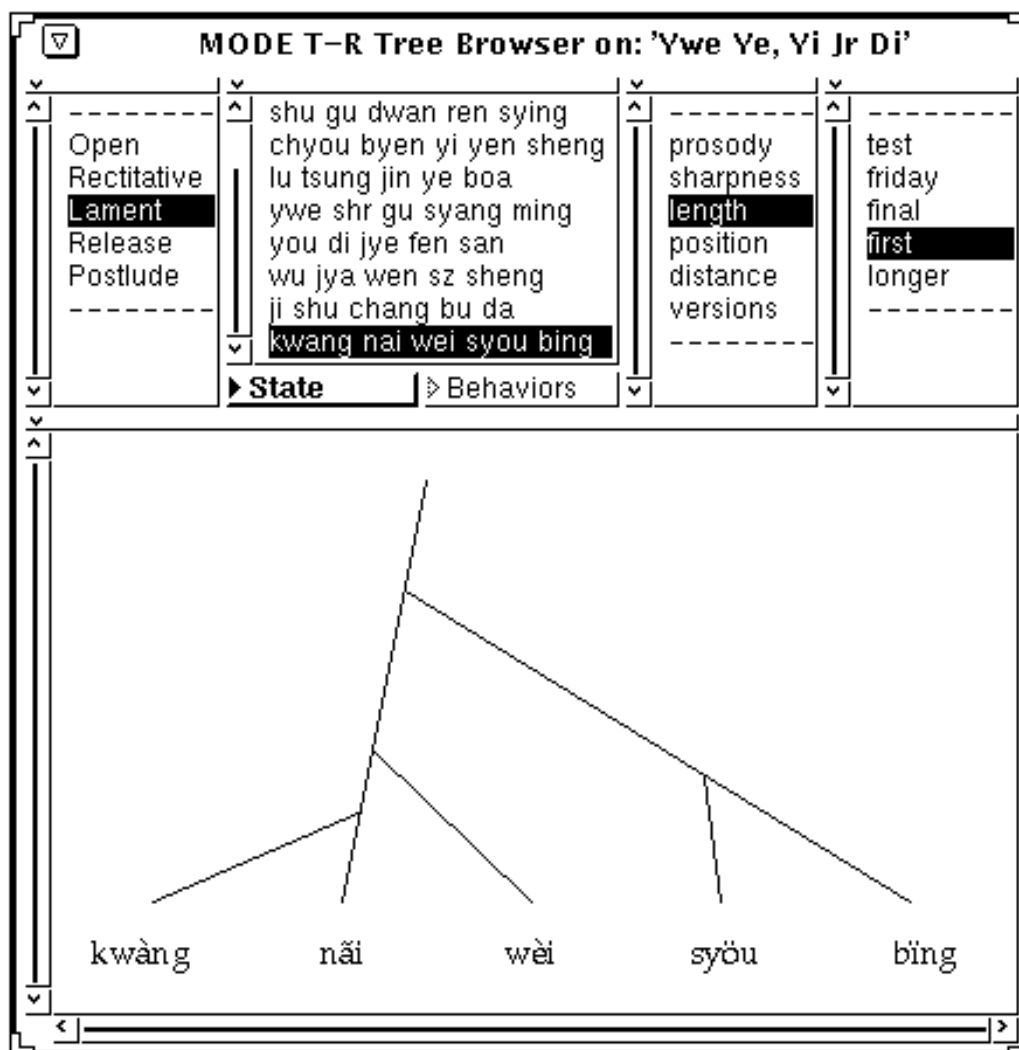 MODE T–R Tree Browser on: 'Ywe Ye, Yi Jr Di'
Open
Rectitative
Lament
Release
Postlude
shu gu dwan ren sying
chyou byen yi yen sheng
lu tsung jin ye boa
ywe shr gu syang ming
you di jye fen san
wu jya wen sz sheng
ji shu chang bu da
kwang nai wei syou bing
State
Behaviors
prosody
sharpness
length
position
distance
versions
test
friday
final
first
longer
kwàng nãi wèi syöu bïng